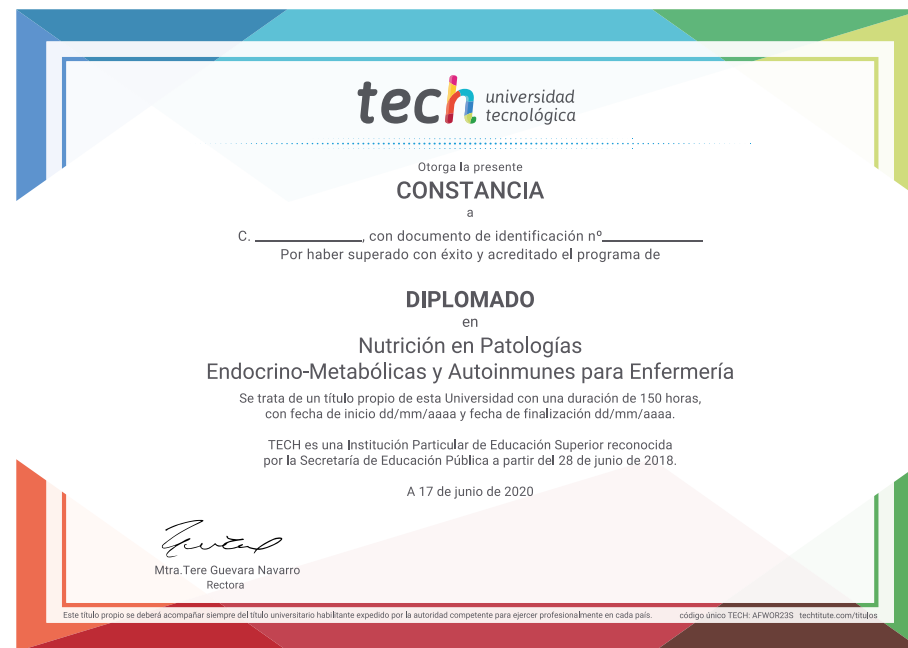 tech universidad
tecnológica
Otorga la presente
CONSTANCIA
a
C. ____________, con documento de identificación nº____________
Por haber superado con éxito y acreditado el programa de
DIPLOMADO
en
Nutrición en Patologías
Endocrino-Metabólicas y Autoinmunes para Enfermería
Se trata de un título propio de esta Universidad con una duración de 150 horas,
con fecha de inicio dd/mm/aaaa y fecha de finalización dd/mm/aaaa.
TECH es una Institución Particular de Educación Superior reconocida
por la Secretaría de Educación Pública a partir del 28 de junio de 2018.
A 17 de junio de 2020
Mtra.Tere Guevara Navarro
Rectora
Este título propio se deberá acompañar siempre del título universitario habilitante expedido por la autoridad competente para ejercer profesionalmente en cada país. código único TECH: AFWOR23S techtitute.com/titulos